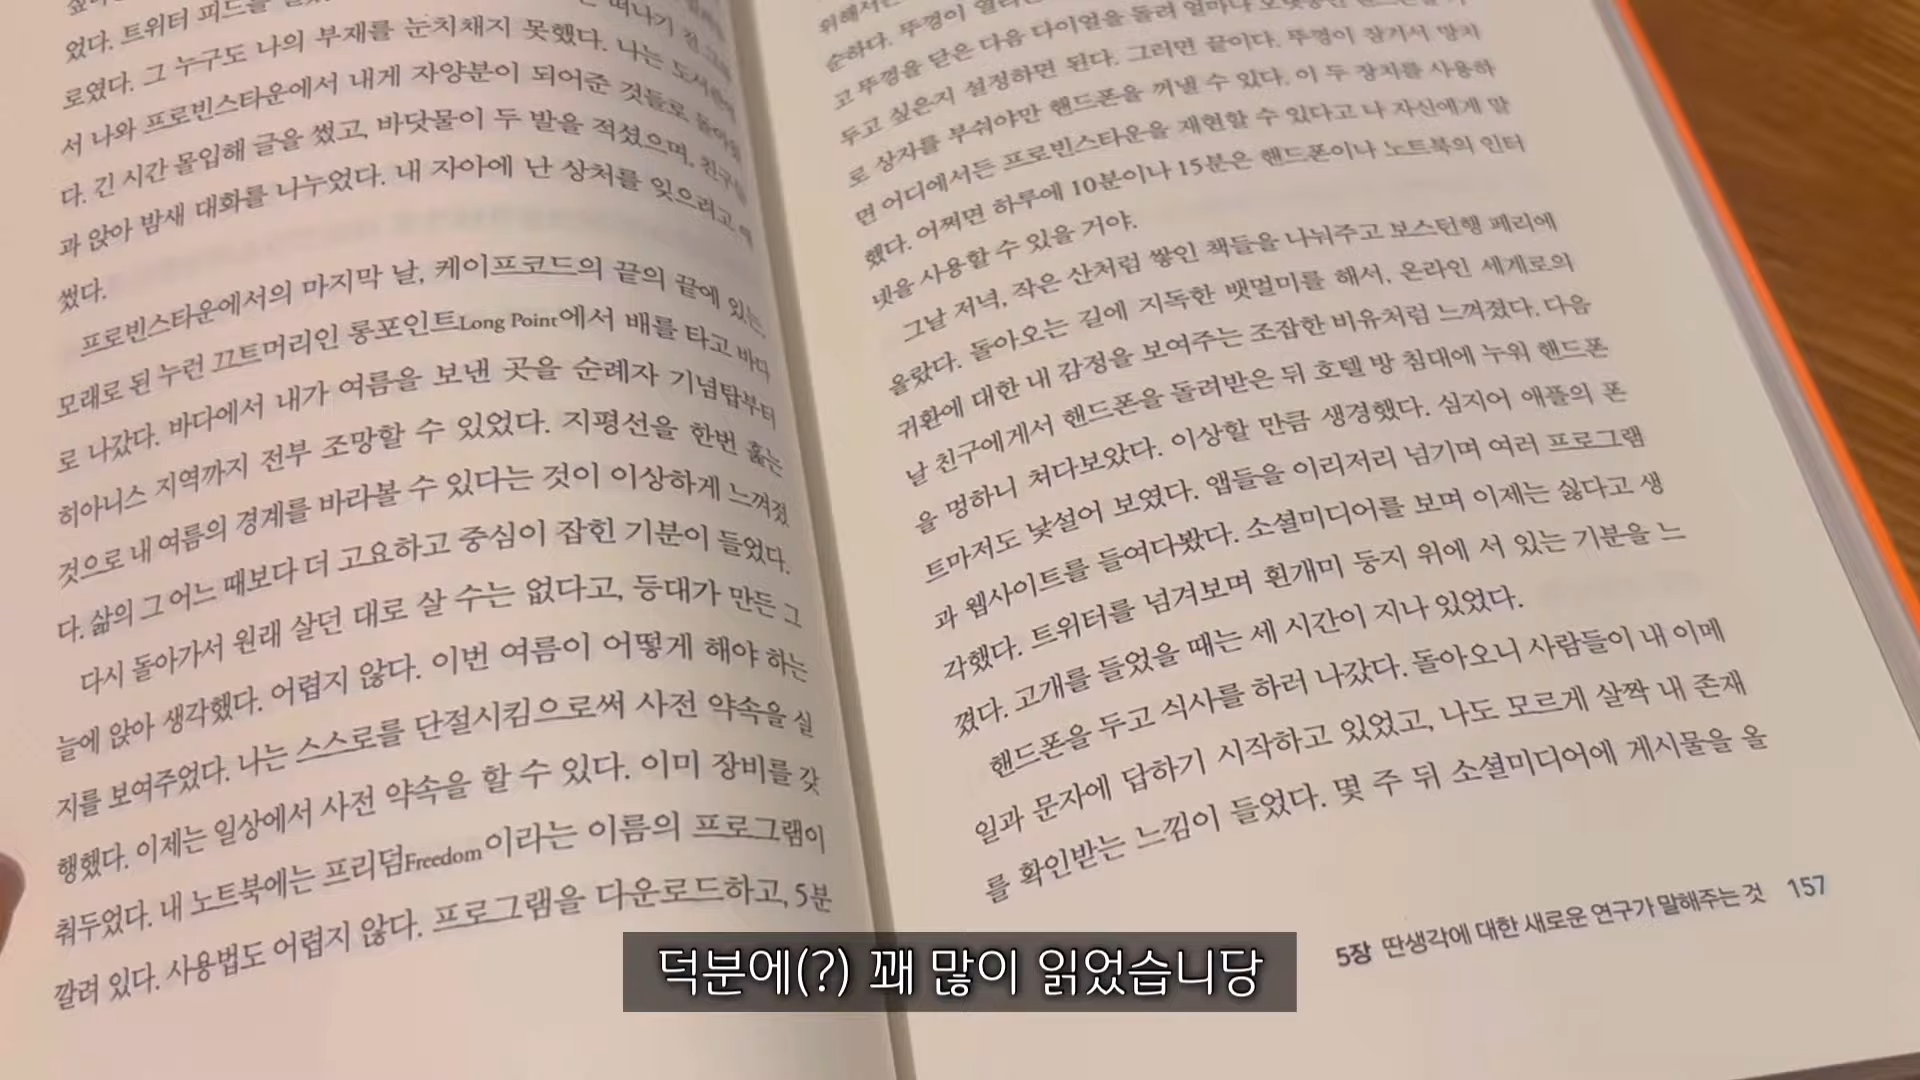 었다. 트위터 피드를
로였다. 그 누구도 나의 부재를 눈치채지 못했다. 나는 도서관에
서 나와 프로빈스타운에서 내게 자양분이 되어준 것들로 돌아갔
다. 긴 시간 몰입해 글을 썼고, 바닷물이 두 발을 적셨으며, 친구들
과 앉아 밤새 대화를 나누었다. 내 자아에 난 상처를 잊으려고 애
썼다.
프로빈스타운에서의 마지막 날, 케이프코드의 끝의 끝에 있는,
모래로 된 누런 끄트머리인 롱포인트Long Point에서 배를 타고 바다
로 나갔다. 바다에서 내가 여름을 보낸 곳을 순례자 기념탑부터
히아니스 지역까지 전부 조망할 수 있었다. 지평선을 한번 훑는
것으로 내 여름의 경계를 바라볼 수 있다는 것이 이상하게 느껴졌
다. 삶의 그 어느 때보다 더 고요하고 중심이 잡힌 기분이 들었다.
다시 돌아가서 원래 살던 대로 살 수는 없다고, 등대가 만든 그
늘에 앉아 생각했다. 어렵지 않다. 이번 여름이 어떻게 해야 하는
지를 보여주었다. 나는 스스로를 단절시킴으로써 사전 약속을 실
행했다. 이제는 일상에서 사전 약속을 할 수 있다. 이미 장비를 갖
춰두었다. 내 노트북에는 프리덤Freedom이라는 이름의 프로그램이
깔려 있다. 사용법도 어렵지 않다. 프로그램을 다운로드하고, 5분
위해서는
순하다. 뚜껑이
고 뚜껑을 닫은 다음 다이얼을 돌려 얼마나 오랫동안 핸드폰을
두고 싶은지 설정하면 된다. 그러면 끝이다. 뚜껑이 잠겨서 망치
로 상자를 부숴야만 핸드폰을 꺼낼 수 있다. 이 두 장치를 사용하
면 어디에서든 프로빈스타운을 재현할 수 있다고 나 자신에게 말
했다. 어쩌면 하루에 10분이나 15분은 핸드폰이나 노트북의 인터
넷을 사용할 수 있을 거야.
그날 저녁, 작은 산처럼 쌓인 책들을 나눠주고 보스턴행 페리에
올랐다. 돌아오는 길에 지독한 뱃멀미를 해서, 온라인 세계로의
귀환에 대한 내 감정을 보여주는 조잡한 비유처럼 느껴졌다. 다음
날 친구에게서 핸드폰을 돌려받은 뒤 호텔 방 침대에 누워 핸드폰
을 멍하니 쳐다보았다. 이상할 만큼 생경했다. 심지어 애플의 폰
트마저도 낯설어 보였다. 앱들을 이리저리 넘기며 여러 프로그램
과 웹사이트를 들여다봤다. 소셜미디어를 보며 이제는 싫다고 생
각했다. 트위터를 넘겨보며 흰개미 둥지 위에 서 있는 기분을 느
꼈다. 고개를 들었을 때는 세 시간이 지나 있었다.
핸드폰을 두고 식사를 하러 나갔다. 돌아오니 사람들이 내 이메
일과 문자에 답하기 시작하고 있었고, 나도 모르게 살짝 내 존재
를 확인받는 느낌이 들었다. 몇 주 뒤 소셜미디어에 게시물을 올
5장 딴생각에 대한 새로운 연구가 말해주는 것 157
덕분에(?) 꽤 많이 읽었습니당